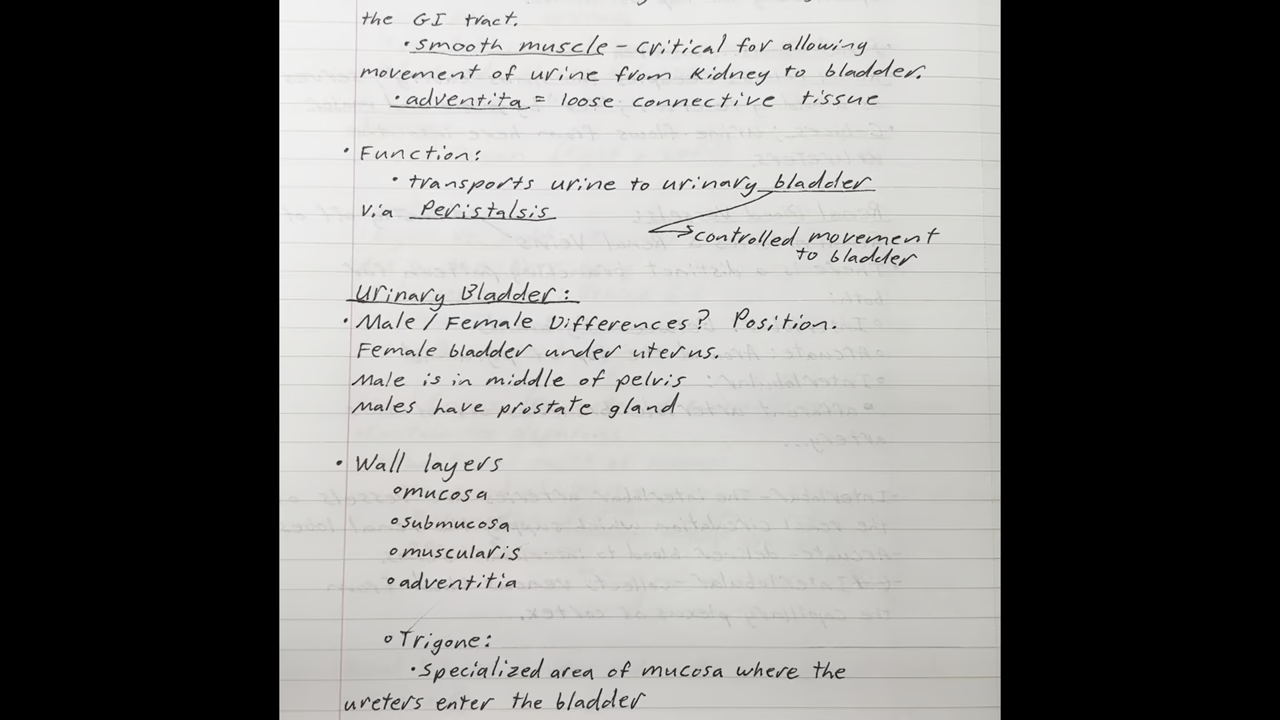 the GI tract.
• smooth muscle - critical for allowing
movement of urine from Kidney to bladder.
• adventita = loose connective tissue
• Function:
• transports urine to urinary bladder
via Peristalsis
controlled movement
to bladder
Urinary Bladder:
• Male / Female Differences? Position.
Female bladder under uterus.
Male is in middle of pelvis
Males have prostate gland
• Wall layers
○ mucosa
○ submucosa
○ muscularis
○ adventitia
○ Trigone:
• specialized area of mucosa where the
ureters enter the bladder